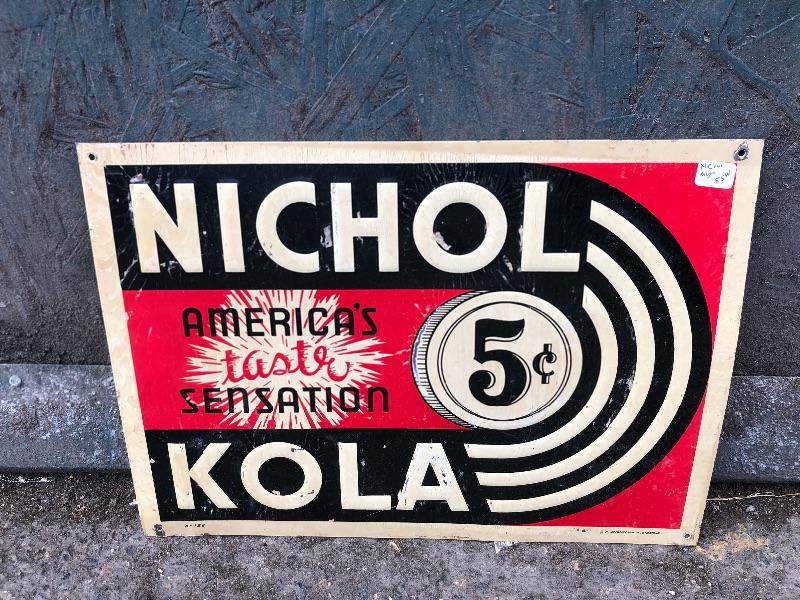 NICHOL
AMERICA'S
taste
SENSATION
5¢
KOLA